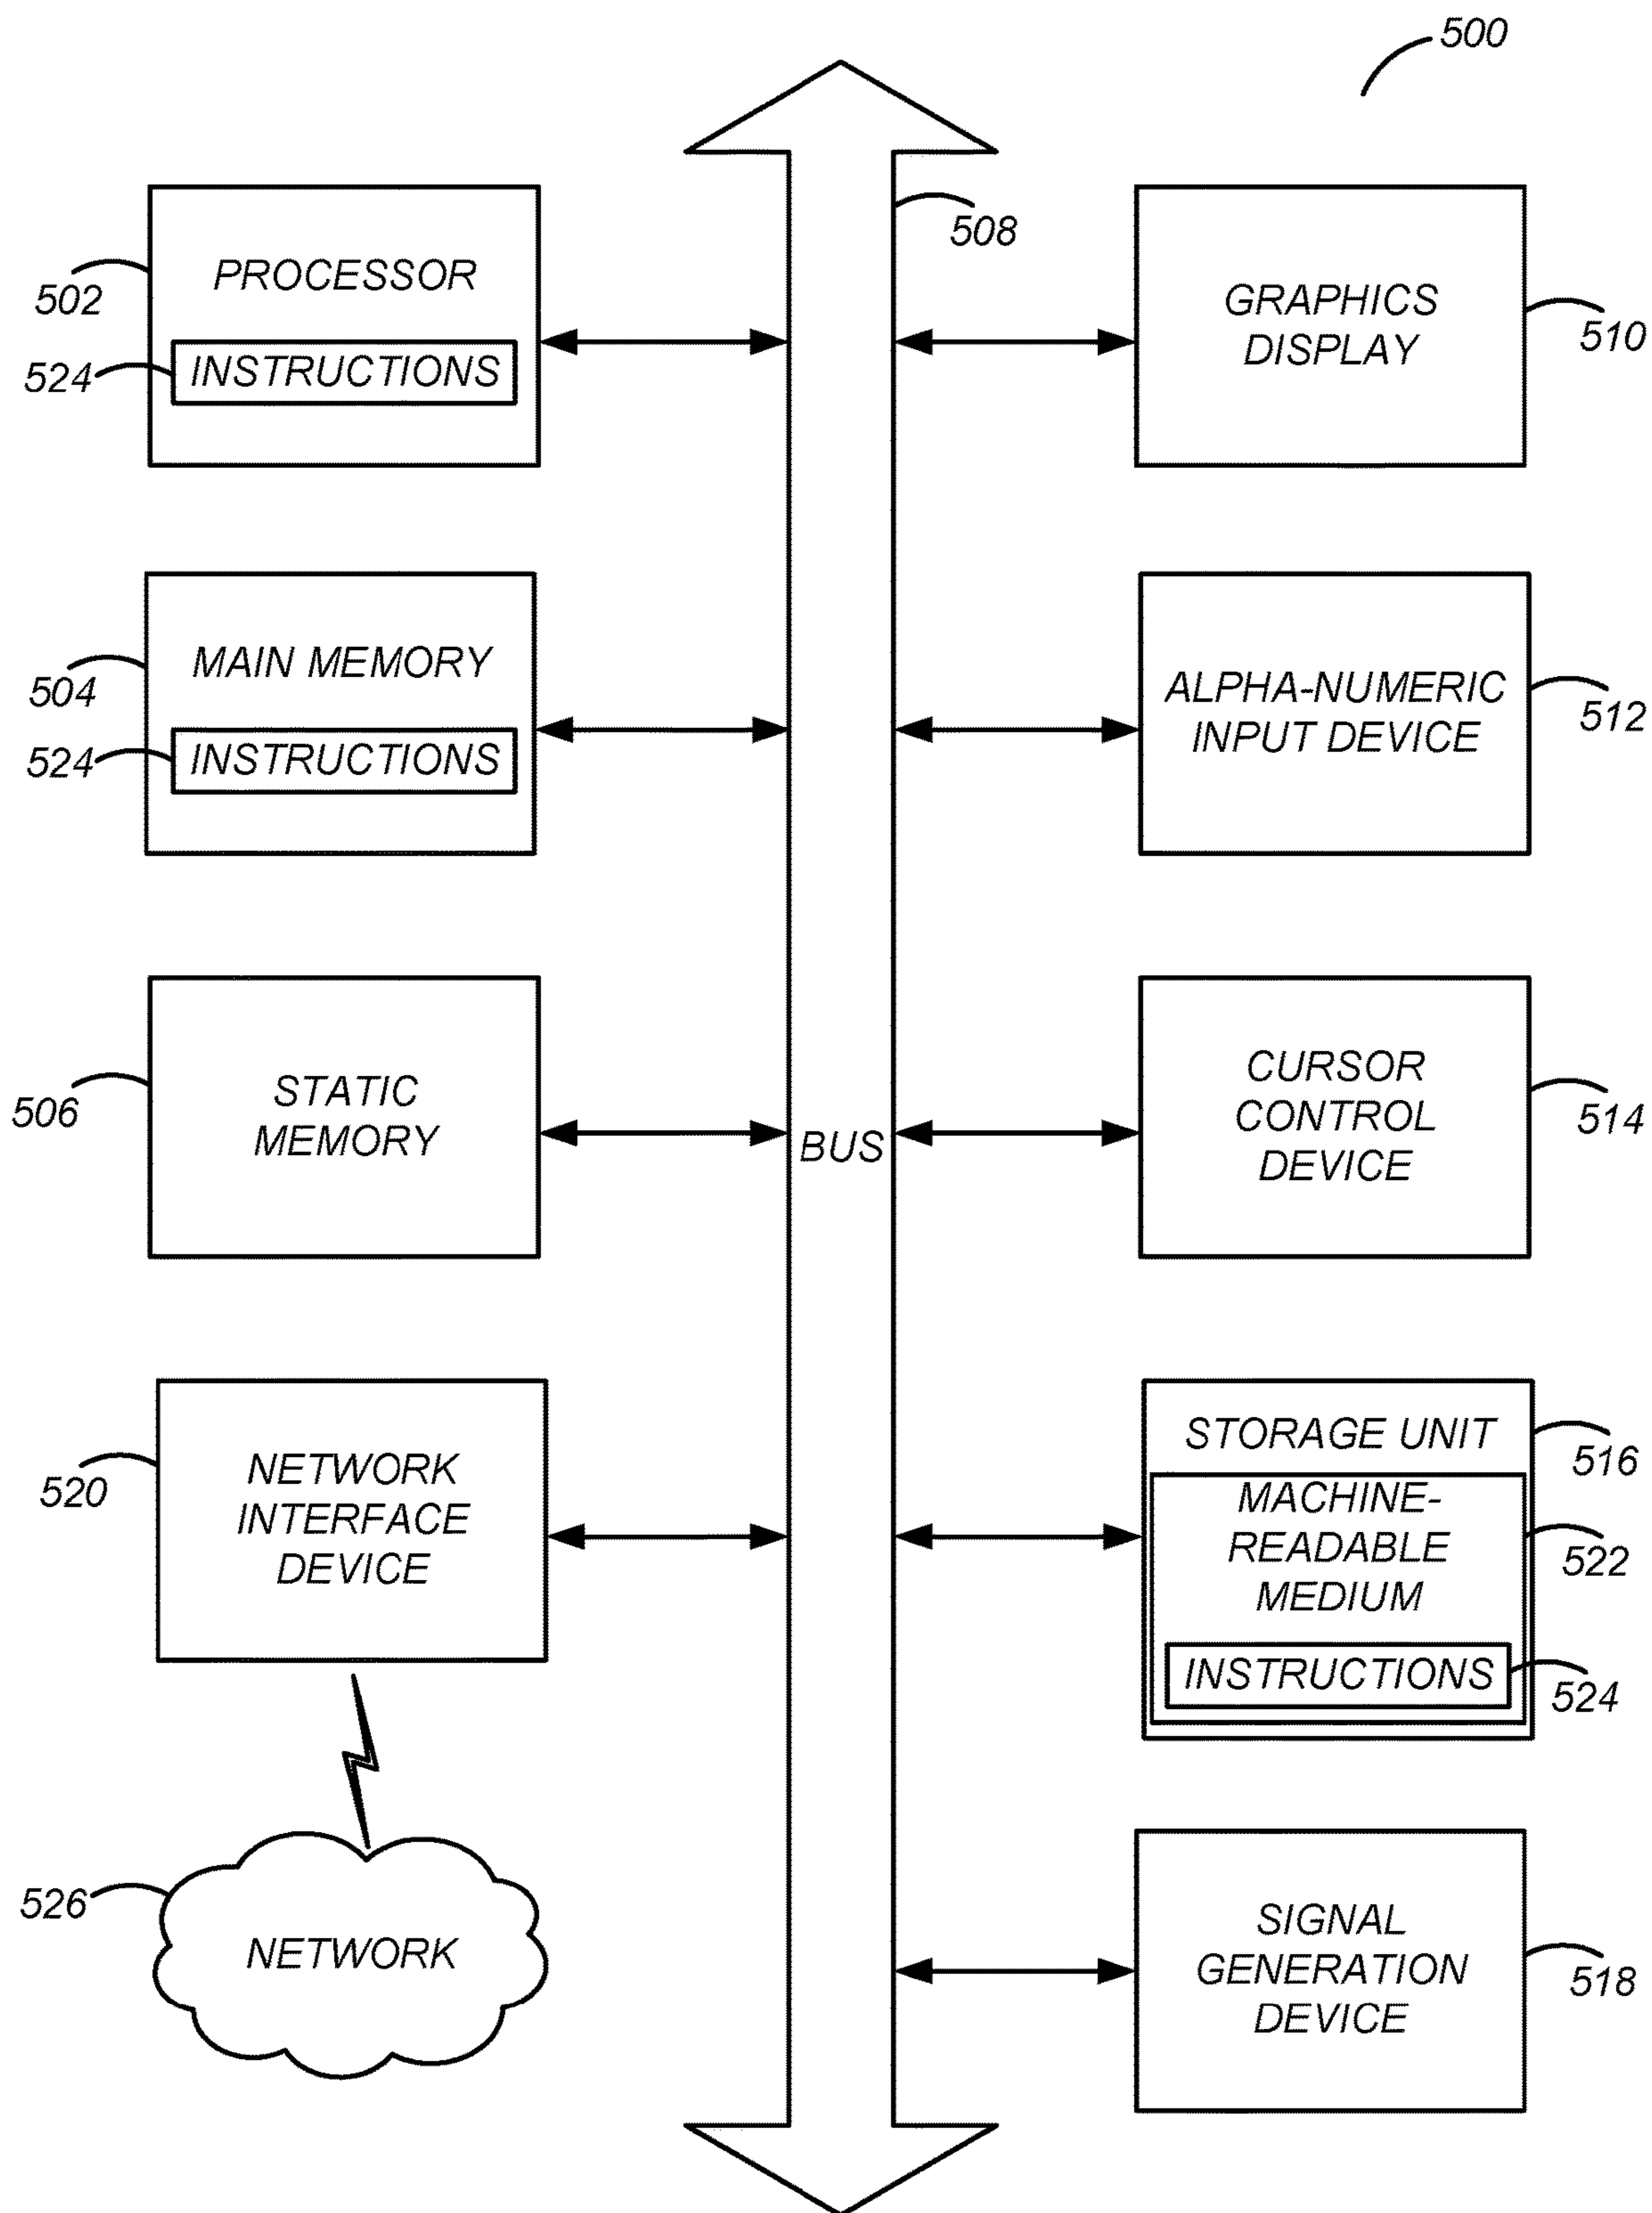 500
508
PROCESSOR
502
524
INSTRUCTIONS
GRAPHICS
DISPLAY
510
MAIN MEMORY
504
524
INSTRUCTIONS
ALPHA-NUMERIC
INPUT DEVICE
512
STATIC
MEMORY
506
BUS
CURSOR
CONTROL
DEVICE
514
NETWORK
INTERFACE
DEVICE
520
STORAGE UNIT
516
MACHINE-
READABLE
MEDIUM
522
INSTRUCTIONS
524
526
NETWORK
SIGNAL
GENERATION
DEVICE
518